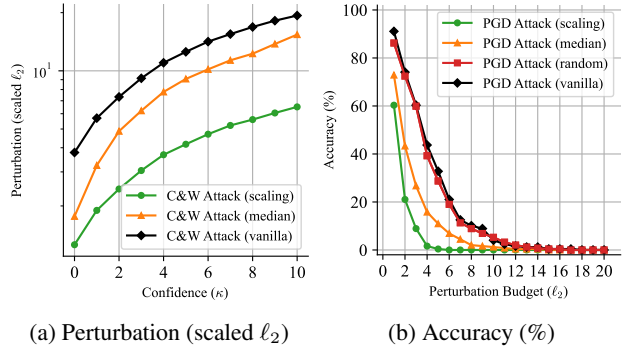 Perturbation (scaled ℓ2)
10^1
C&W Attack (scaling)
C&W Attack (median)
C&W Attack (vanilla)
0 2 4 6 8 10
Confidence (κ)
(a) Perturbation (scaled ℓ2)
Accuracy (%)
100
80
60
40
20
0
PGD Attack (scaling)
PGD Attack (median)
PGD Attack (random)
PGD Attack (vanilla)
0 2 4 6 8 10 12 14 16 18 20
Perturbation Budget (ℓ2)
(b) Accuracy (%)